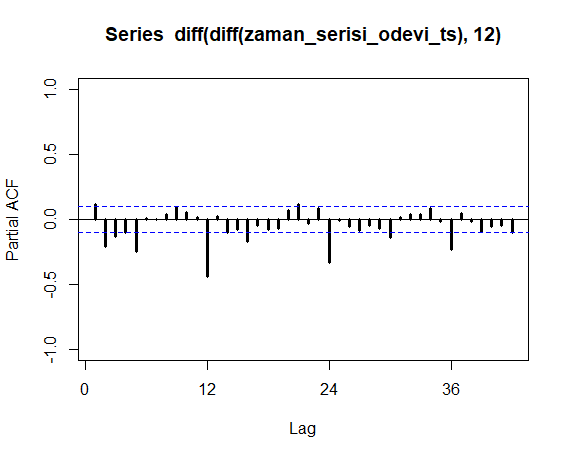 Series  diff(diff(zaman_serisi_odevi_ts), 12)
Partial ACF
1.0
0.5
0.0
-0.5
-1.0
0 12 24 36
Lag